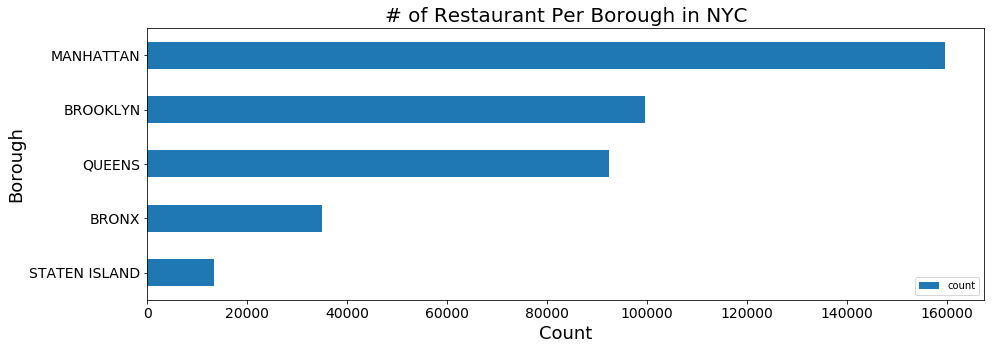 # of Restaurant Per Borough in NYC
Borough
MANHATTAN
BROOKLYN
QUEENS
BRONX
STATEN ISLAND
count
0 20000 40000 60000 80000 100000 120000 140000 160000
Count